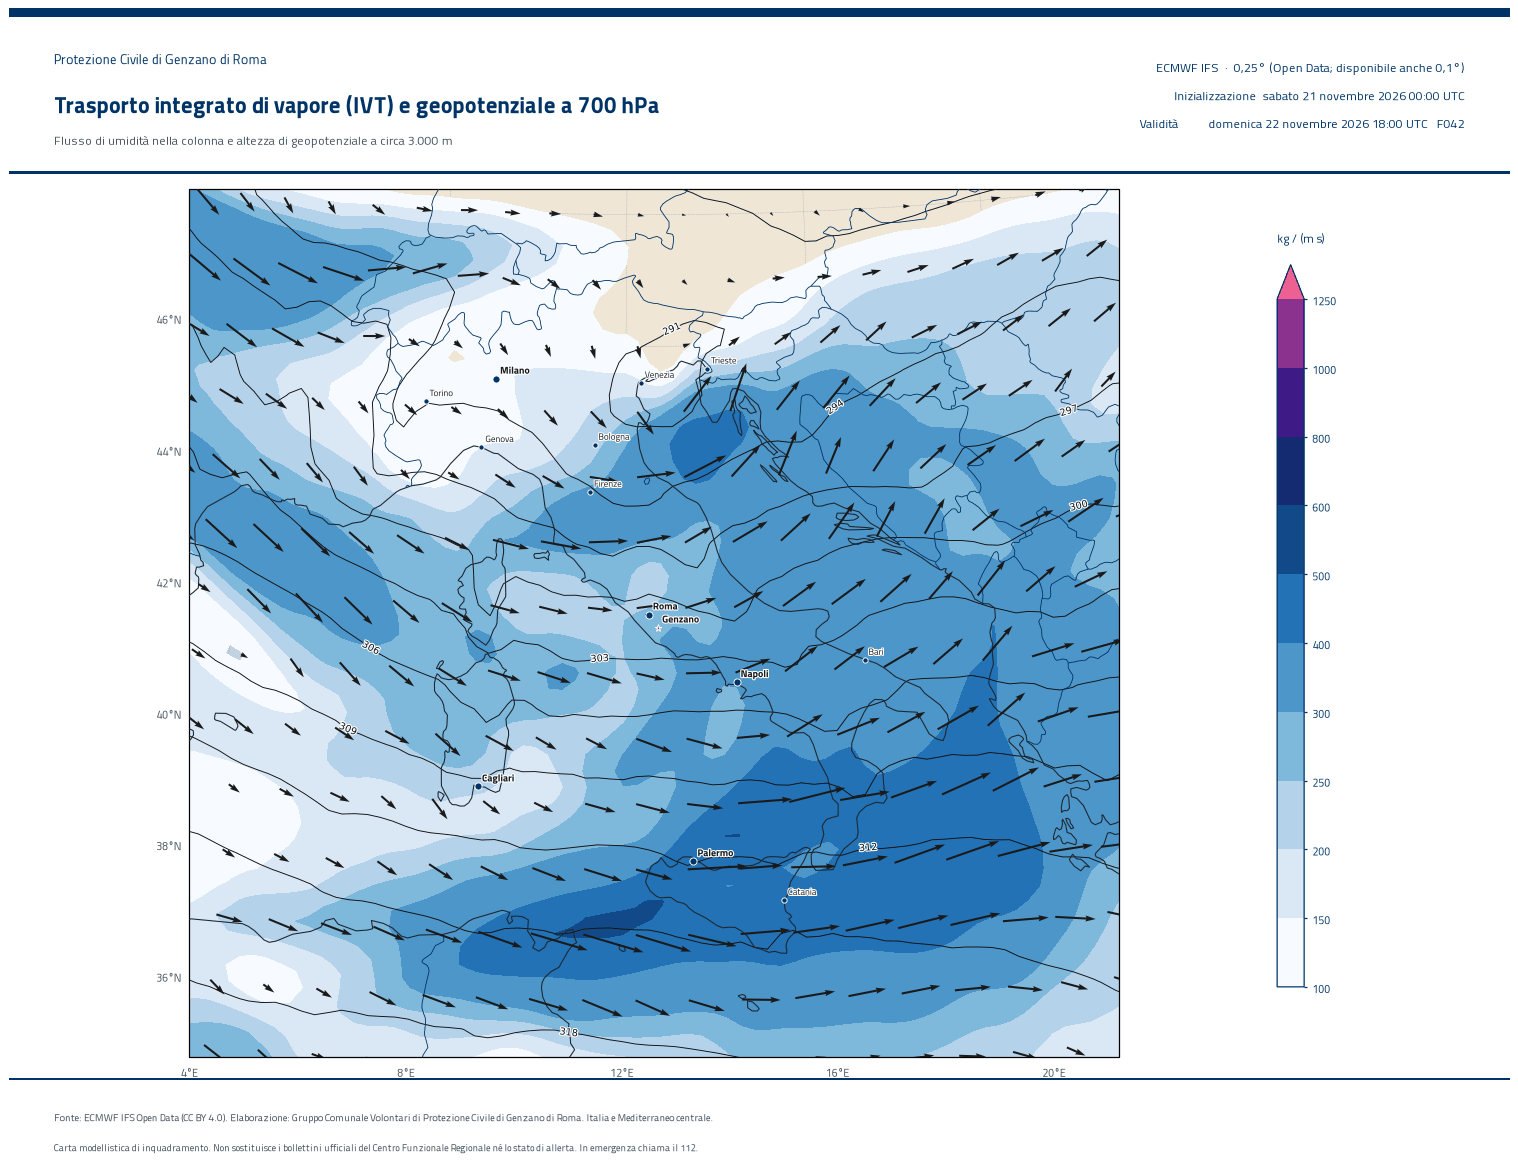 Protezione Civile di Genzano di Roma
Trasporto integrato di vapore (IVT) e geopotenziale a 700 hPa
Flusso di umidità nella colonna e altezza di geopotenziale a circa 3.000 m
ECMWF IFS · 0,25° (Open Data; disponibile anche 0,1°)
Inizializzazione sabato 21 novembre 2026 00:00 UTC
Validità domenica 22 novembre 2026 18:00 UTC F042
kg / (m s)
1250
1000
800
600
500
400
300
250
200
150
100
46°N
44°N
42°N
40°N
38°N
36°N
4°E
8°E
12°E
16°E
20°E
291
Trieste
Venezia
Milano
Torino
294
297
Genova
Bologna
Firenze
300
Roma
Genzano
306
303
Bari
Napoli
309
Cagliari
312
Palermo
Catania
318
Fonte: ECMWF IFS Open Data (CC BY 4.0). Elaborazione: Gruppo Comunale Volontari di Protezione Civile di Genzano di Roma. Italia e Mediterraneo centrale.
Carta modellistica di inquadramento. Non sostituisce i bollettini ufficiali del Centro Funzionale Regionale né lo stato di allerta. In emergenza chiama il 112.